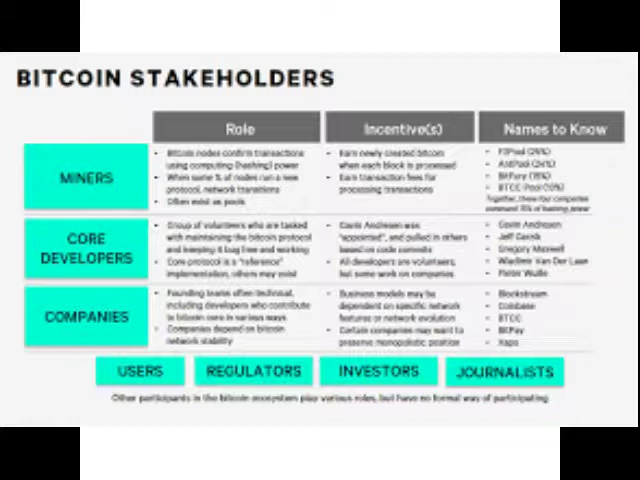 BITCOIN STAKEHOLDERS
Role
Incentive(s)
Names to Know
MINERS
• Bitcoin nodes confirm transactions
using computing (hashing) power
• When some % of nodes run a new
protocol, network transitions
• Often exist as pools
• Earn newly created bitcoin
when each block is processed
• Earn transaction fees for
processing transactions
• F2Pool
• AntPool
• BitFury
• BTCC Pool
Together, these four companies
command of hashing power
CORE
DEVELOPERS
• Group of volunteers who are tasked
with maintaining the bitcoin protocol
and keeping it bug free and working
• Core protocol is a "reference"
implementation, others may exist
• Gavin Andresen was
"appointed", and pulled in others
based on code commits
• All developers are volunteers,
but some work on companies
• Gavin Andresen
• Jeff Garzik
• Gregory Maxwell
• Wladimir Van Der Laan
• Pieter Wuille
COMPANIES
• Founding teams often technical,
including developers who contribute
to bitcoin core in various ways
• Companies depend on bitcoin
network stability
• Business models may be
dependent on specific network
features or network evolution
• Certain companies may want to
preserve monopolistic position
• Blockstream
• Coinbase
• BTCC
• BitPay
• Xapo
USERS
REGULATORS
INVESTORS
JOURNALISTS
Other participants in the bitcoin ecosystem play various roles, but have no formal way of participating